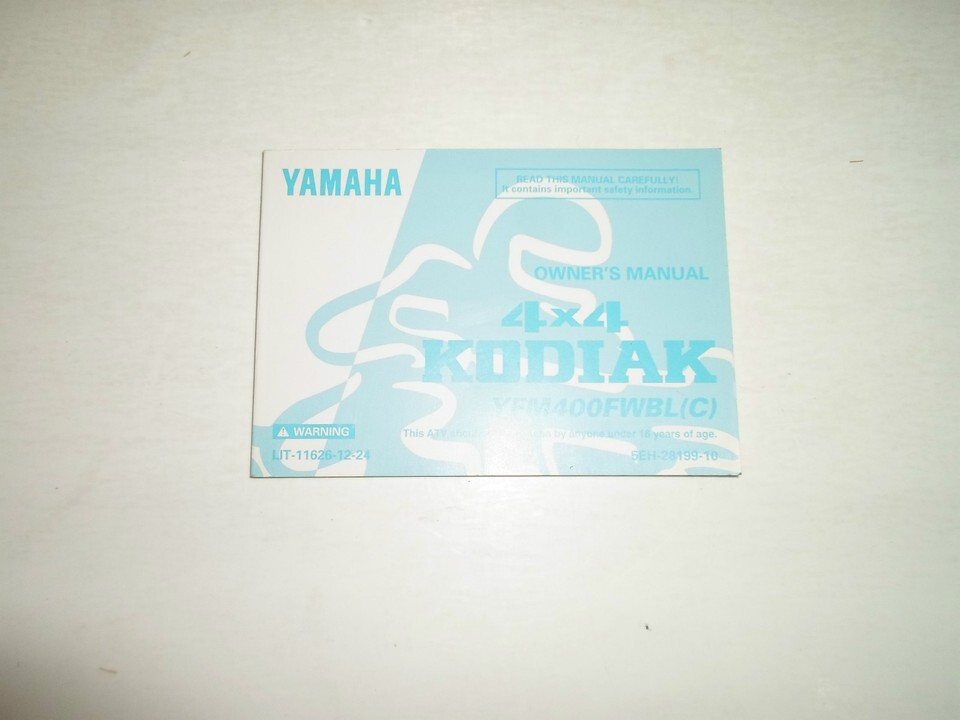 YAMAHA
READ THIS MANUAL CAREFULLY!
It contains important safety information.
OWNER'S MANUAL
4x4
KODIAK
YFM400FWBL(C)
WARNING
This ATV by anyone under 16 years of age.
LIT-11626-12-24
5EH-28199-10